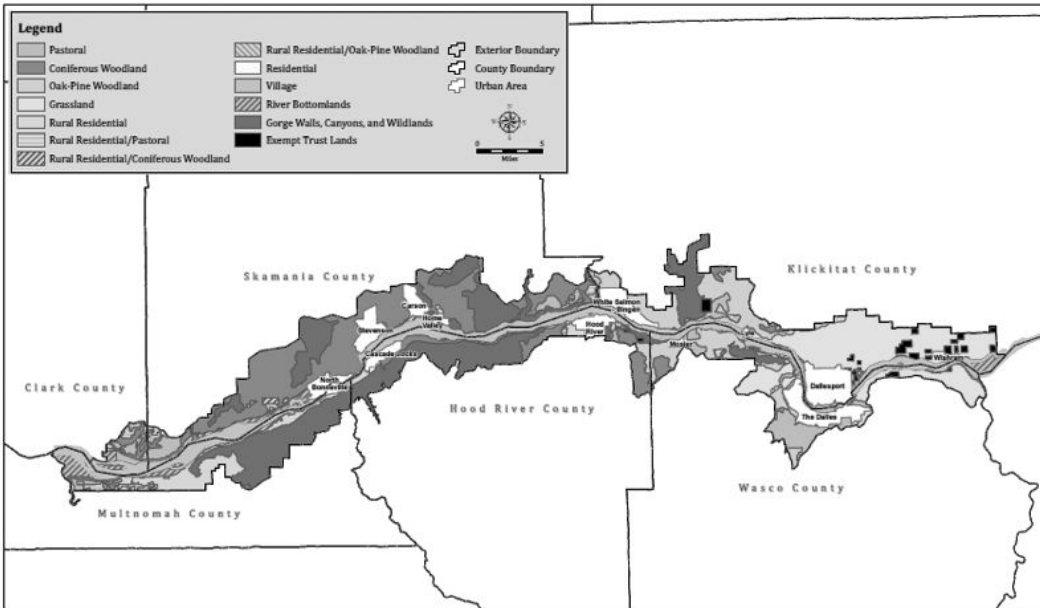 Legend
Pastoral
Coniferous Woodland
Oak-Pine Woodland
Grassland
Rural Residential
Rural Residential/Pastoral
Rural Residential/Coniferous Woodland
Rural Residential/Oak-Pine Woodland
Residential
Village
River Bottomlands
Gorge Walls, Canyons, and Wildlands
Exempt Trust Lands
Exterior Boundary
County Boundary
Urban Area
0 5
Miles
Skamania County
Klickitat County
Carson
Home Valley
Stevenson
White Salmon
Bingen
Hood River
Cascade Locks
Mosier
Lyle
Wishram
Clark County
North Bonneville
Dallesport
Hood River County
The Dalles
Wasco County
Multnomah County